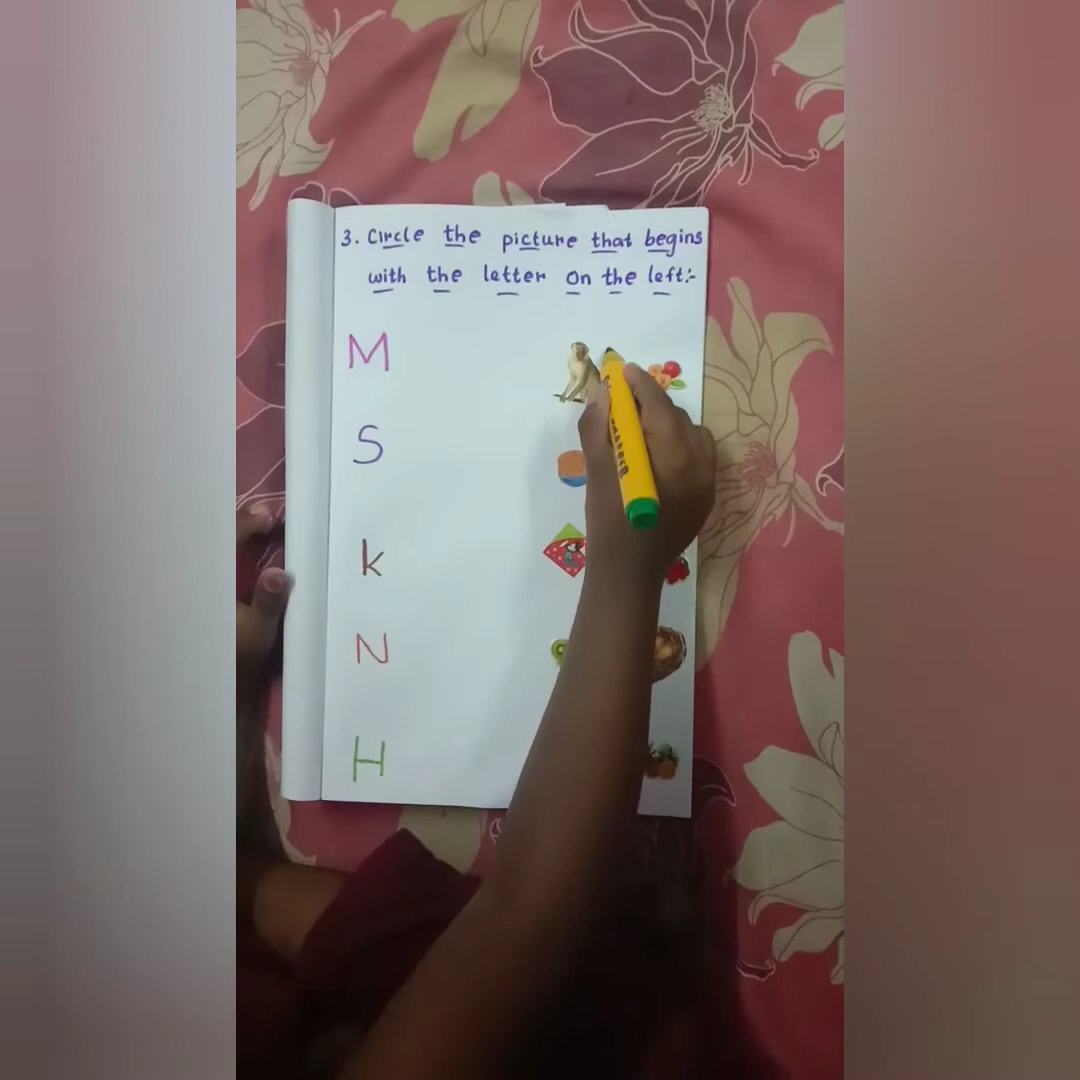 3. Circle the picture that begins
with the letter on the left:-
M
S
k
N
H